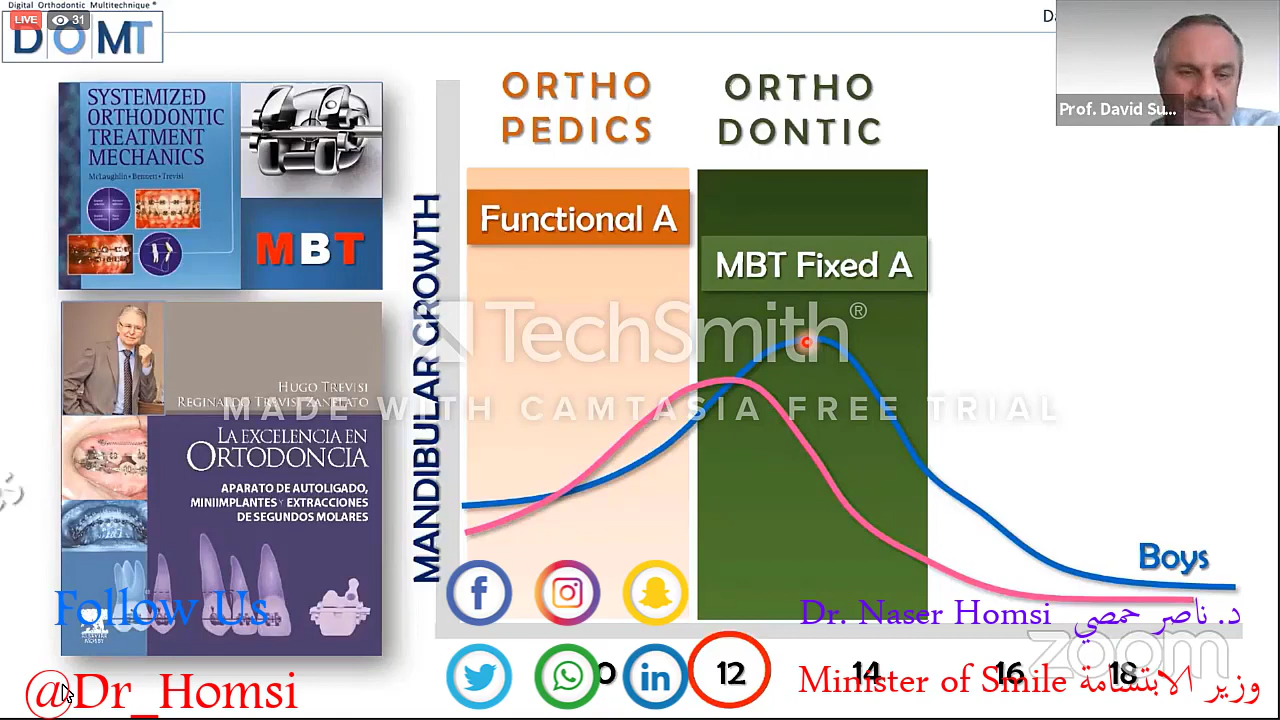 Digital Orthodontic Multitechnique®
LIVE 31
DOMT
Da
Prof. David Su...
SYSTEMIZED
ORTHODONTIC
TREATMENT
MECHANICS
McLaughlin • Bennett • Trevisi
MBT
HUGO TREVISI
REGINALDO TREVISI ZANELATO
LA EXCELENCIA EN
ORTODONCIA
APARATO DE AUTOLIGADO,
MINIIMPLANTES Y EXTRACCIONES
DE SEGUNDOS MOLARES
ELSEVIER
MOSBY
MANDIBULAR GROWTH
ORTHO
PEDICS
ORTHO
DONTIC
Functional A
MBT Fixed A
TechSmith®
MADE WITH CAMTASIA FREE TRIAL
Boys
Follow Us
@Dr_Homsi
Dr. Naser Homsi د. ناصر حمصي
zoom
12 14 16 18
Minister of Smile وزير الابتسامة